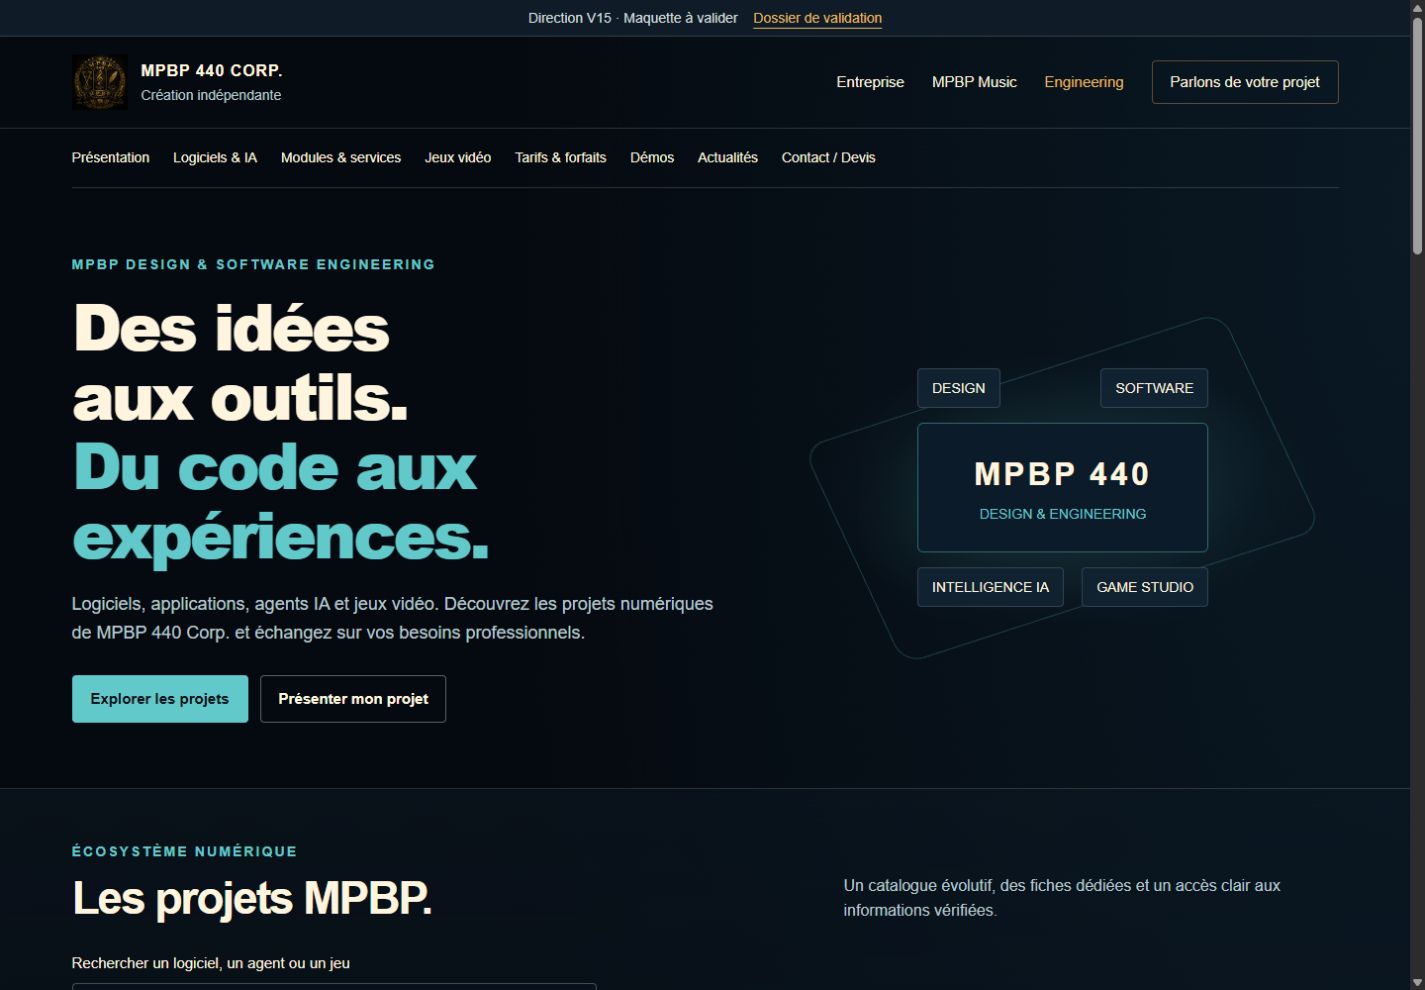 Direction V15 · Maquette à valider Dossier de validation
MPBP 440 CORP.
Création indépendante
Entreprise MPBP Music Engineering Parlons de votre projet
Présentation Logiciels & IA Modules & services Jeux vidéo Tarifs & forfaits Démos Actualités Contact / Devis
MPBP DESIGN & SOFTWARE ENGINEERING
Des idées
aux outils.
Du code aux
expériences.
Logiciels, applications, agents IA et jeux vidéo. Découvrez les projets numériques
de MPBP 440 Corp. et échangez sur vos besoins professionnels.
Explorer les projets Présenter mon projet
DESIGN SOFTWARE
MPBP 440
DESIGN & ENGINEERING
INTELLIGENCE IA GAME STUDIO
ÉCOSYSTÈME NUMÉRIQUE
Les projets MPBP.
Un catalogue évolutif, des fiches dédiées et un accès clair aux
informations vérifiées.
Rechercher un logiciel, un agent ou un jeu